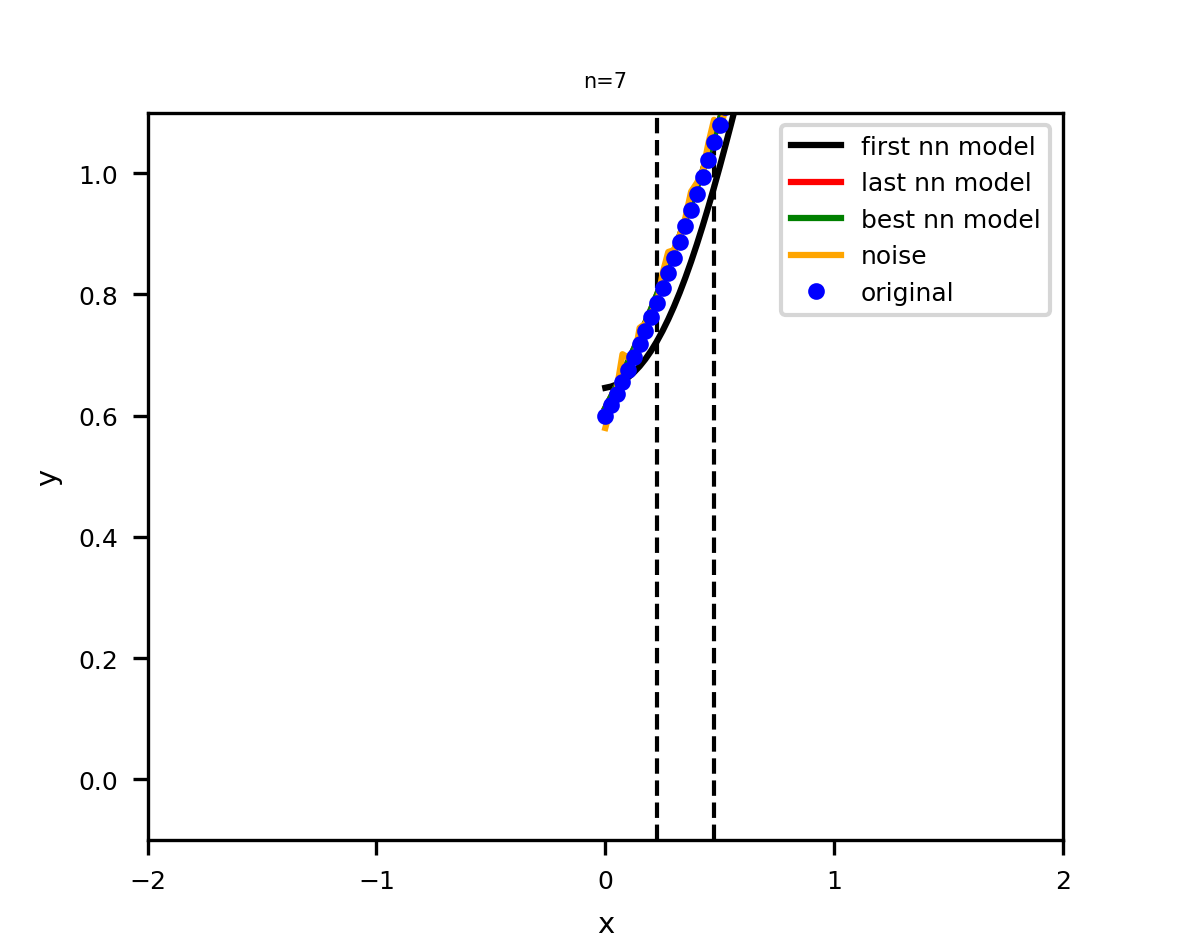 n=7
first nn model
last nn model
best nn model
noise
original
1.0
0.8
0.6
0.4
0.2
0.0
y
−2
−1
0
1
2
x